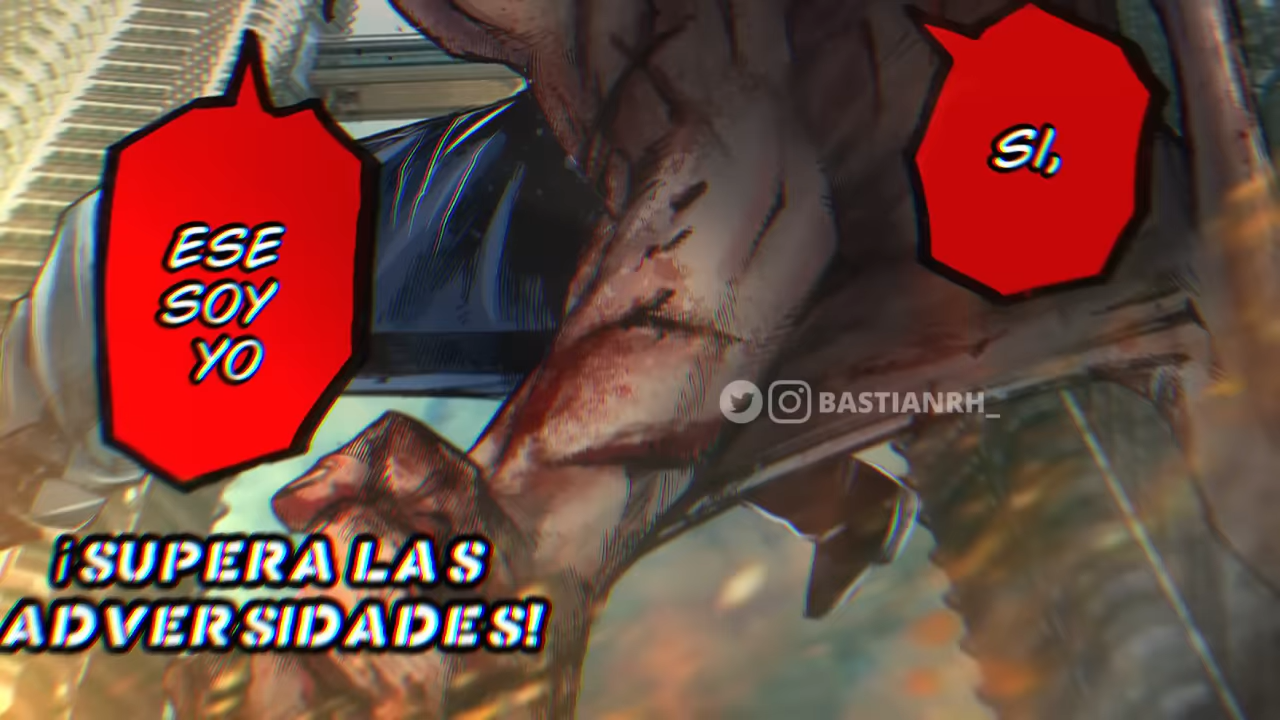 SI,
ESE
SOY
YO
BASTIANRH_
¡SUPERA LAS
ADVERSIDADES!